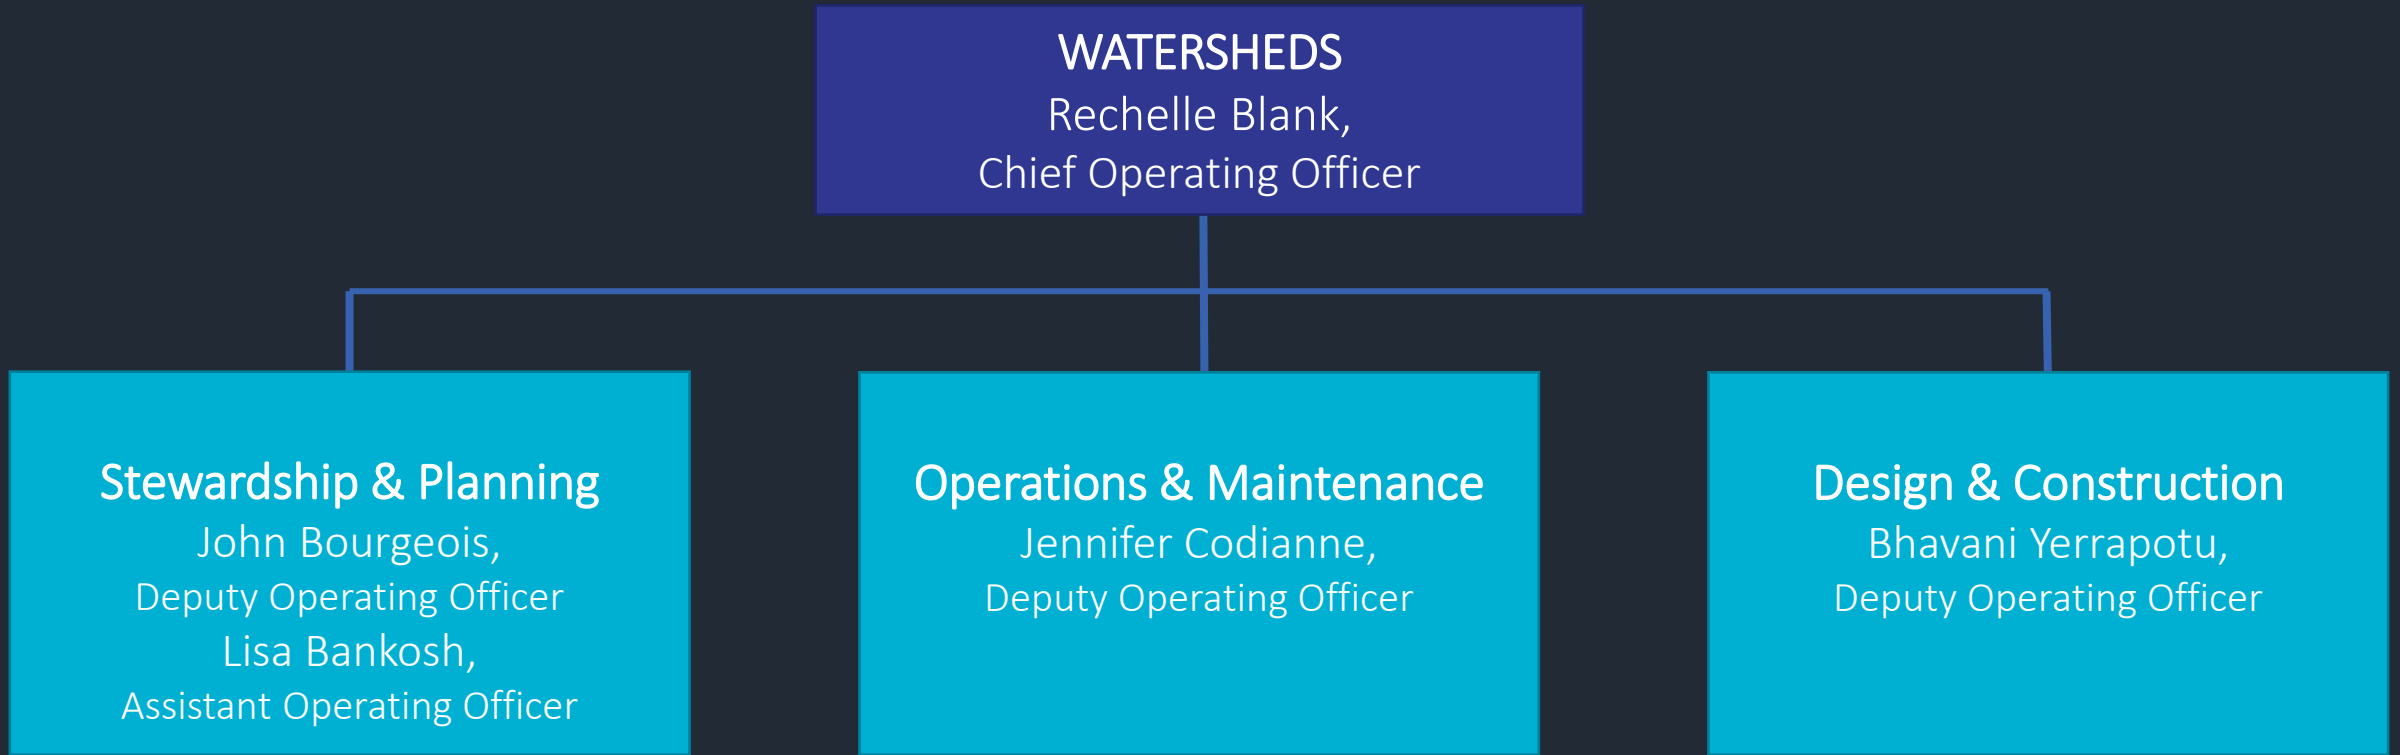 WATERSHEDS
Rechelle Blank,
Chief Operating Officer
Stewardship & Planning
John Bourgeois,
Deputy Operating Officer
Lisa Bankosh,
Assistant Operating Officer
Operations & Maintenance
Jennifer Codianne,
Deputy Operating Officer
Design & Construction
Bhavani Yerrapotu,
Deputy Operating Officer